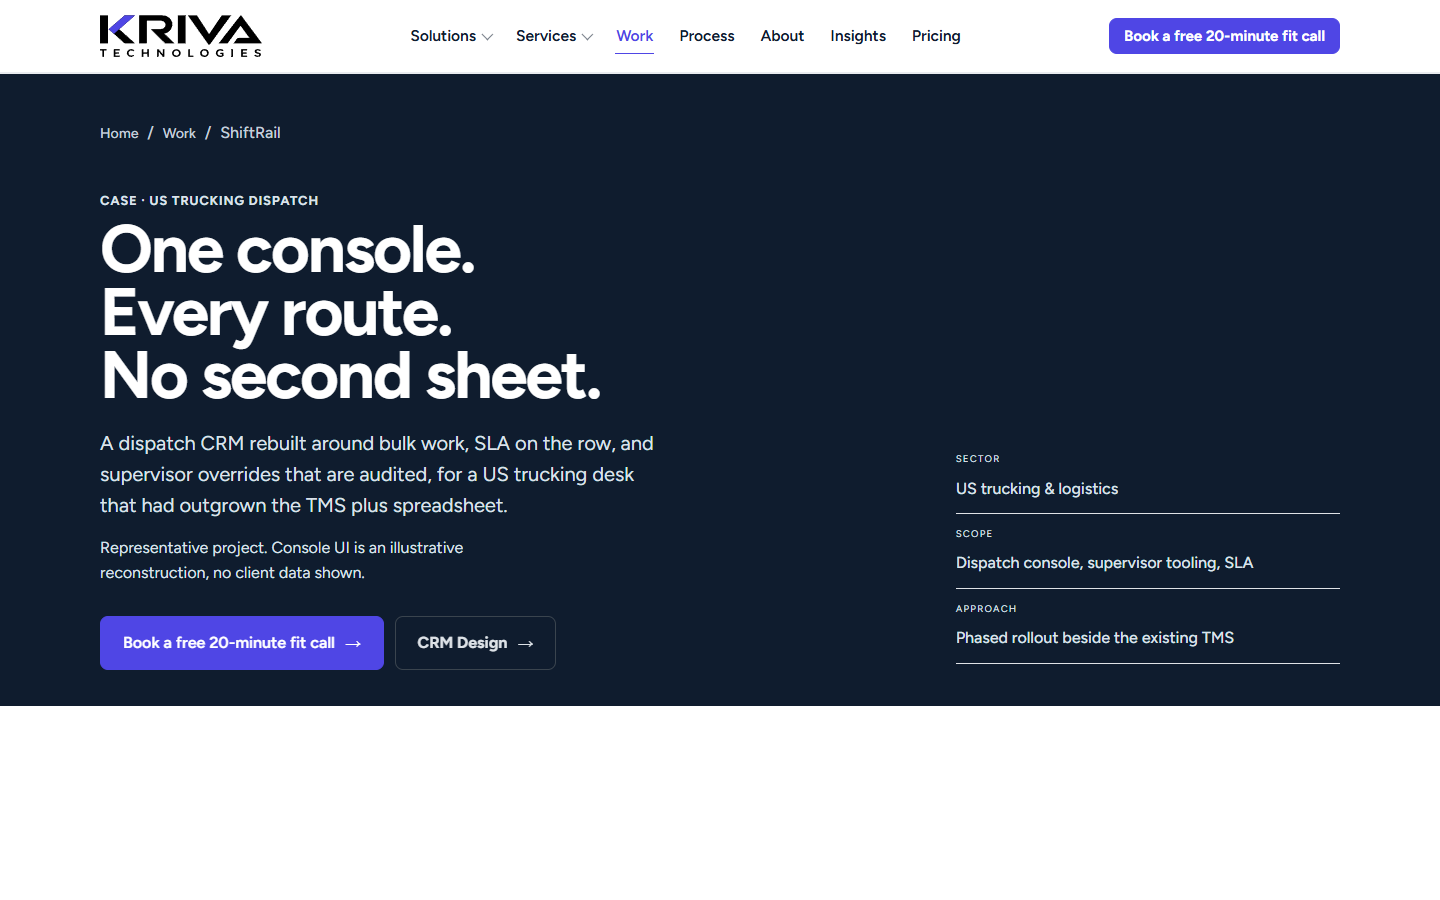 KRIVA
TECHNOLOGIES
Solutions Services Work Process About Insights Pricing
Book a free 20-minute fit call
Home / Work / ShiftRail
CASE · US TRUCKING DISPATCH
One console.
Every route.
No second sheet.
A dispatch CRM rebuilt around bulk work, SLA on the row, and
supervisor overrides that are audited, for a US trucking desk
that had outgrown the TMS plus spreadsheet.
Representative project. Console UI is an illustrative
reconstruction, no client data shown.
Book a free 20-minute fit call →
CRM Design →
SECTOR
US trucking & logistics
SCOPE
Dispatch console, supervisor tooling, SLA
APPROACH
Phased rollout beside the existing TMS